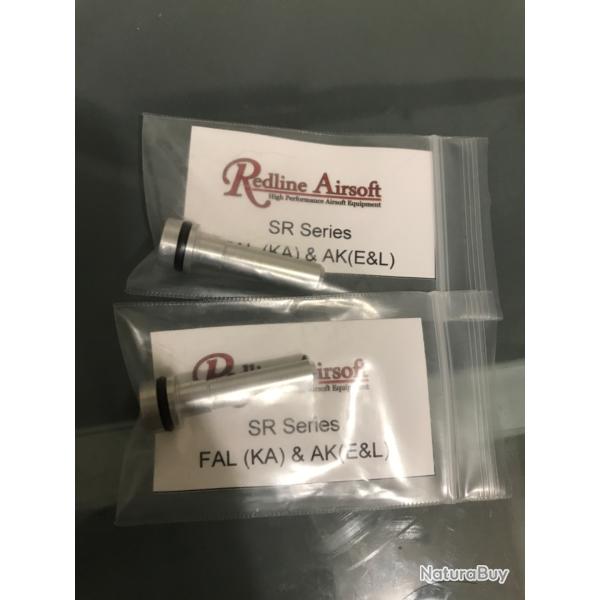 Redline Airsoft
High Performance Airsoft Equipment
SR Series
(KA) & AK(E&L)
Airsoft
Airsoft Equipment
SR Series
FAL (KA) & AK(E&L)
NaturaBuy